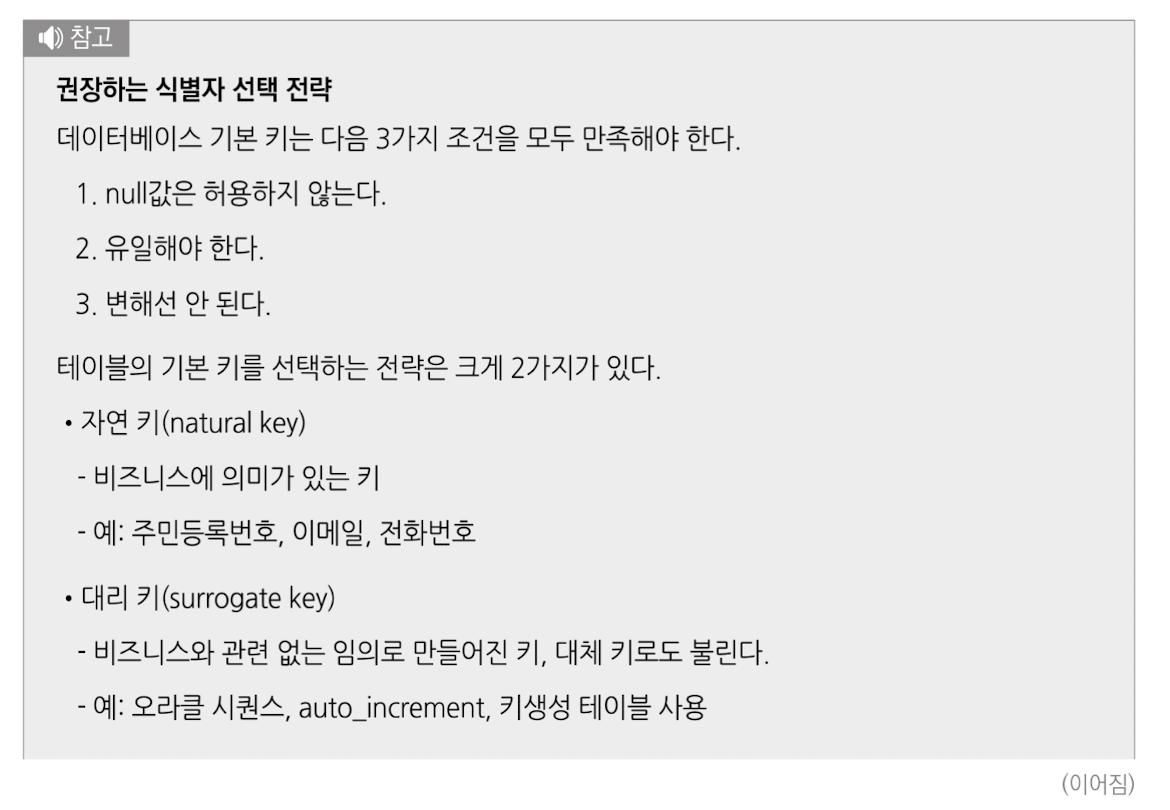 참고
권장하는 식별자 선택 전략
데이터베이스 기본 키는 다음 3가지 조건을 모두 만족해야 한다.
1. null값은 허용하지 않는다.
2. 유일해야 한다.
3. 변해선 안 된다.
테이블의 기본 키를 선택하는 전략은 크게 2가지가 있다.
• 자연 키(natural key)
- 비즈니스에 의미가 있는 키
- 예: 주민등록번호, 이메일, 전화번호
• 대리 키(surrogate key)
- 비즈니스와 관련 없는 임의로 만들어진 키, 대체 키로도 불린다.
- 예: 오라클 시퀀스, auto_increment, 키생성 테이블 사용
(이어짐)